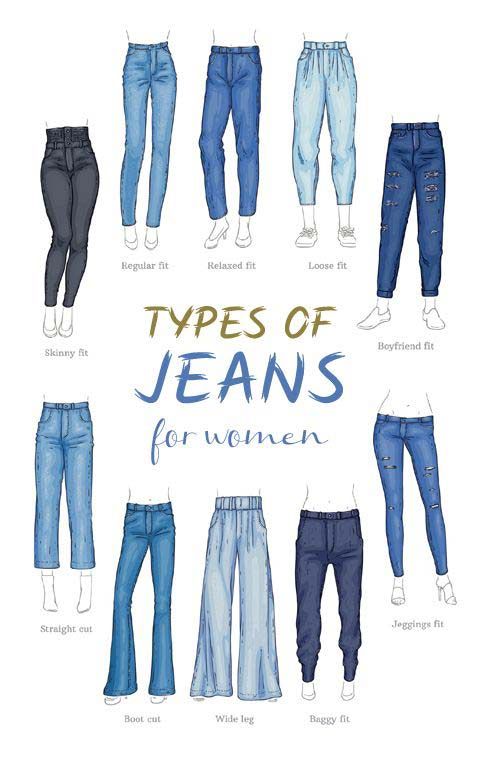 Regular fit
Relaxed fit
Loose fit
Skinny fit
Boyfriend fit
TYPES OF
JEANS
for women
Straight cut
Jeggings fit
Boot cut
Wide leg
Baggy fit